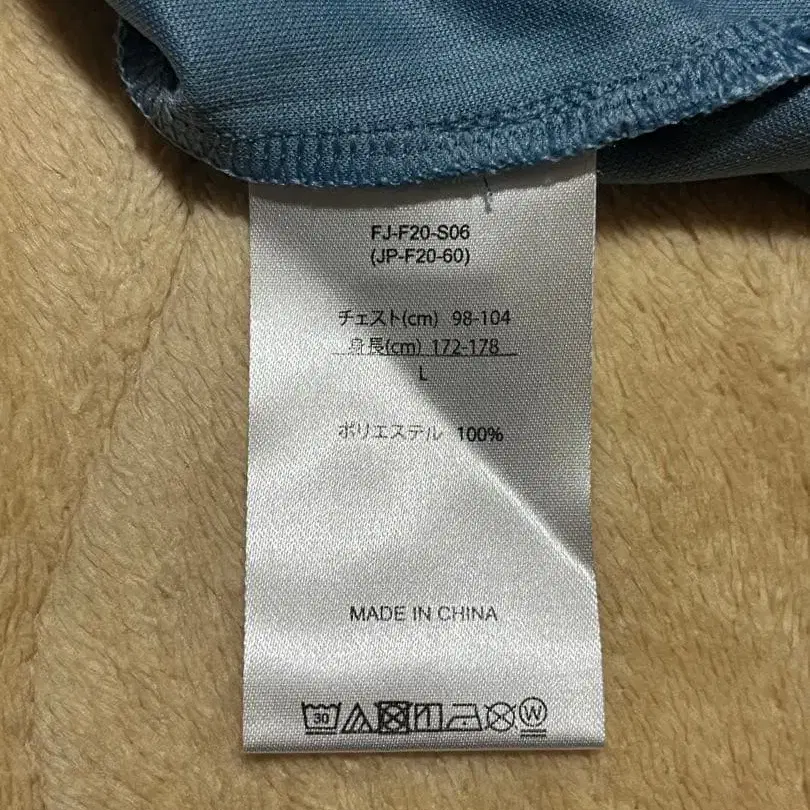 FJ-F20-S06
(JP-F20-60)
チェスト(cm) 98-104
身長(cm) 172-178
L
ポリエステル 100%
MADE IN CHINA
30 W